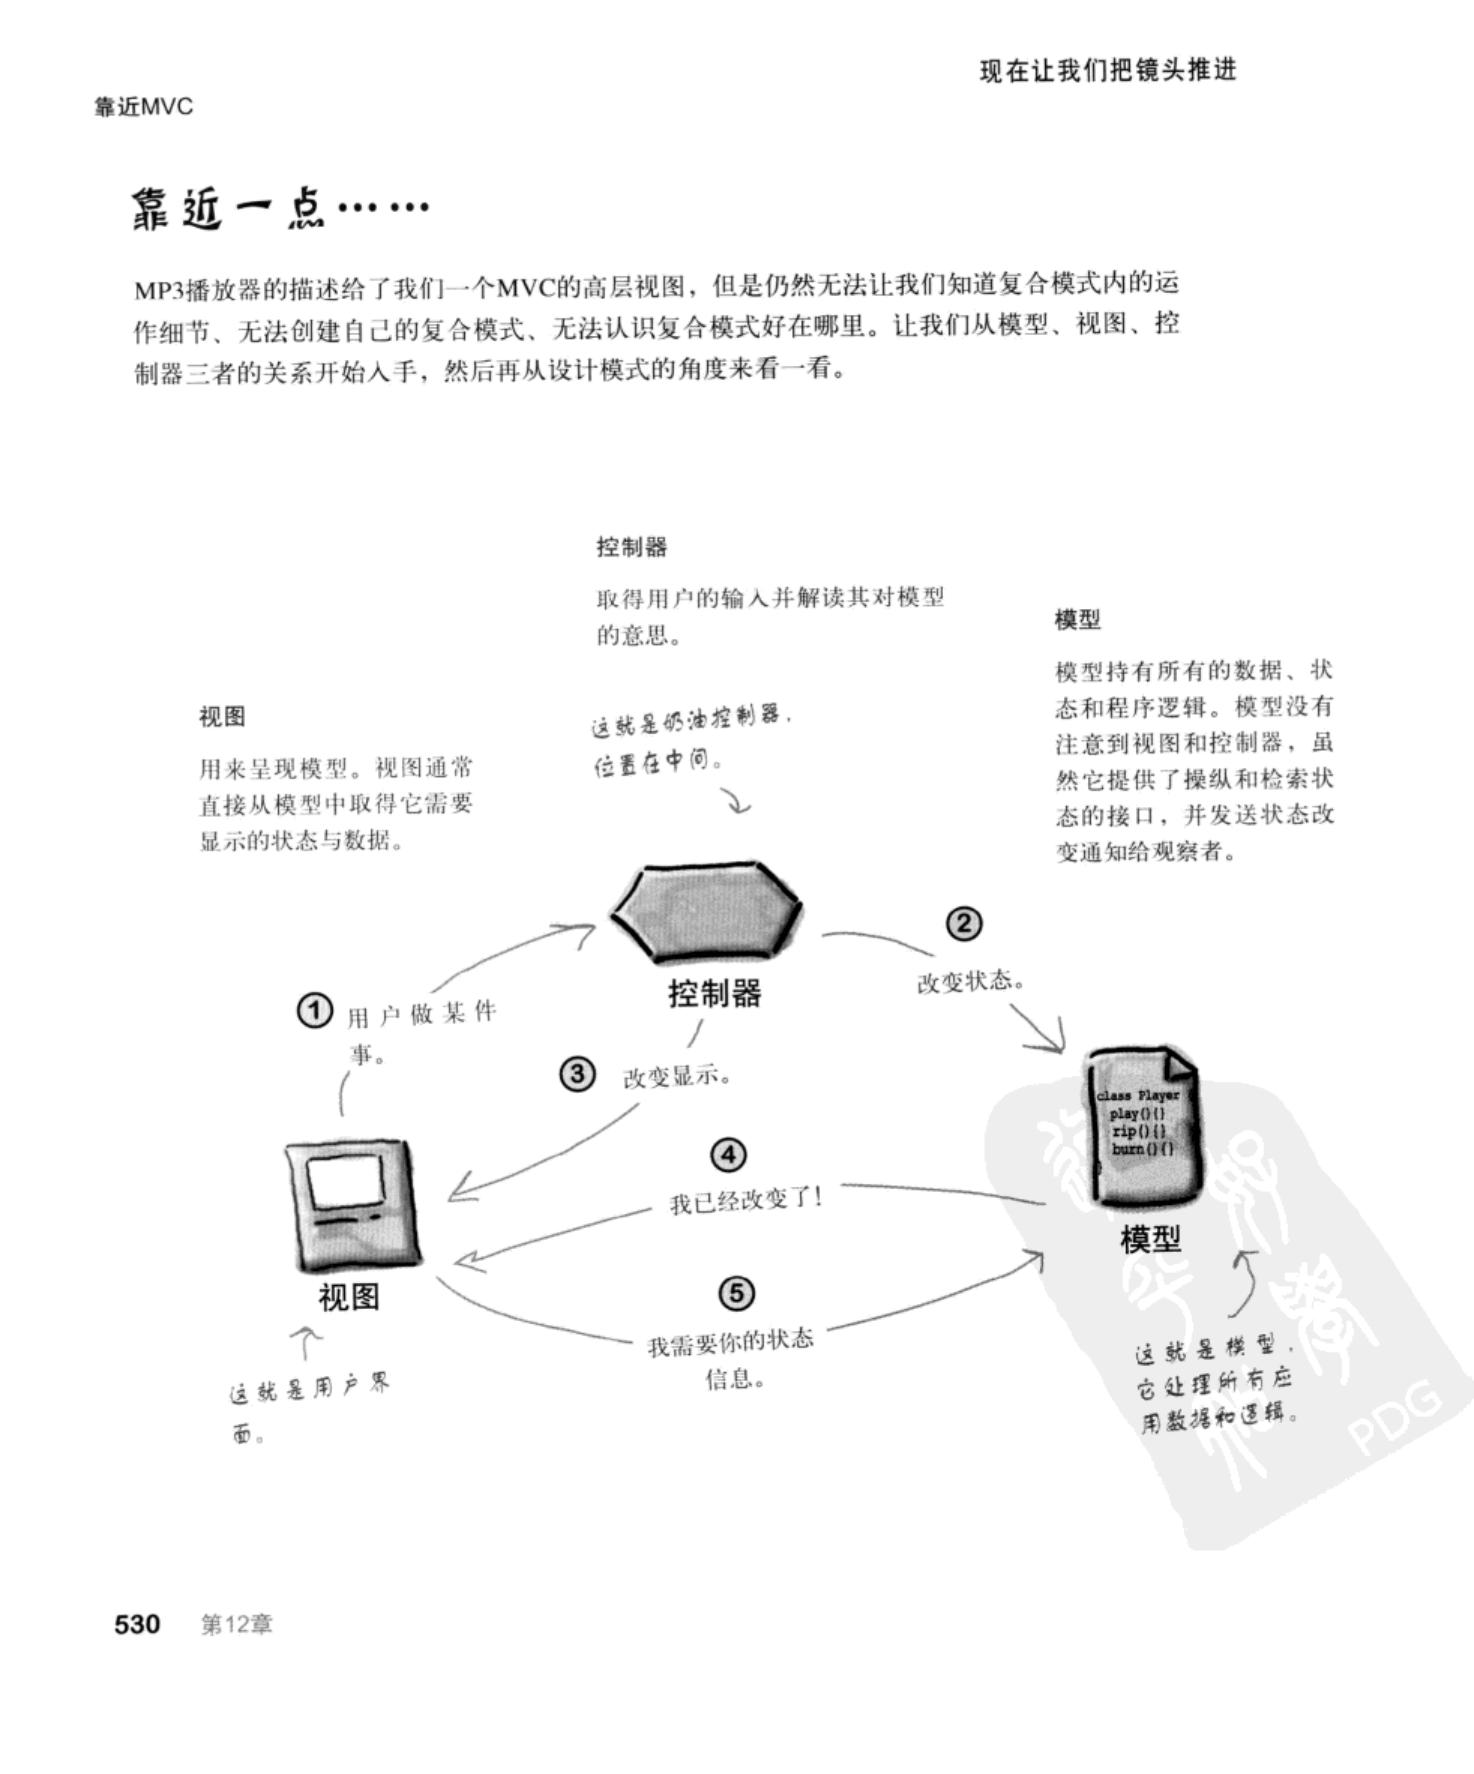 现在让我们把镜头推进
靠近MVC
靠近一点……
MP3播放器的描述给了我们一个MVC的高层视图，但是仍然无法让我们知道复合模式内的运
作细节、无法创建自己的复合模式、无法认识复合模式好在哪里。让我们从模型、视图、控
制器三者的关系开始入手，然后再从设计模式的角度来看一看。
控制器
取得用户的输入并解读其对模型
的意思。
模型
模型持有所有的数据、状
态和程序逻辑。模型没有
注意到视图和控制器，虽
然它提供了操纵和检索状
态的接口，并发送状态改
变通知给观察者。
视图
用来呈现模型。视图通常
直接从模型中取得它需要
显示的状态与数据。
这就是奶油控制器，
位置在中间。
控制器
① 用户做某件
事。
②
改变状态。
③ 改变显示。
class Player {
play(){}
rip(){}
burn(){}
}
模型
④
我已经改变了！
视图
⑤
我需要你的状态
信息。
这就是用户界
面。
这就是模型，
它处理所有应
用数据和逻辑。
PDG
530 第12章